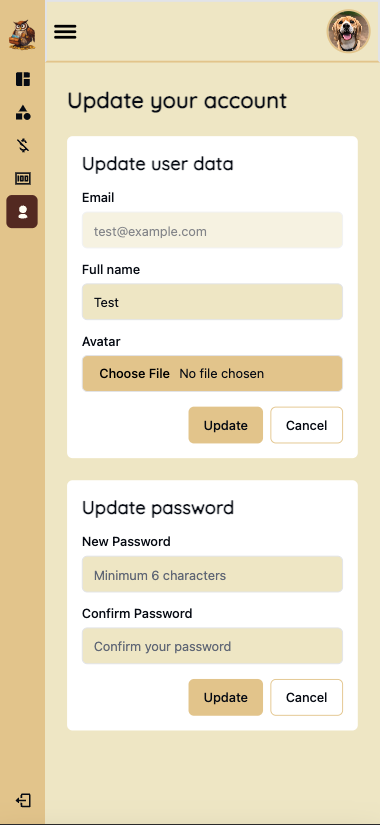 Update your account
Update user data
Email
test@example.com
Full name
Test
Avatar
Choose File No file chosen
Update Cancel
Update password
New Password
Minimum 6 characters
Confirm Password
Confirm your password
Update Cancel